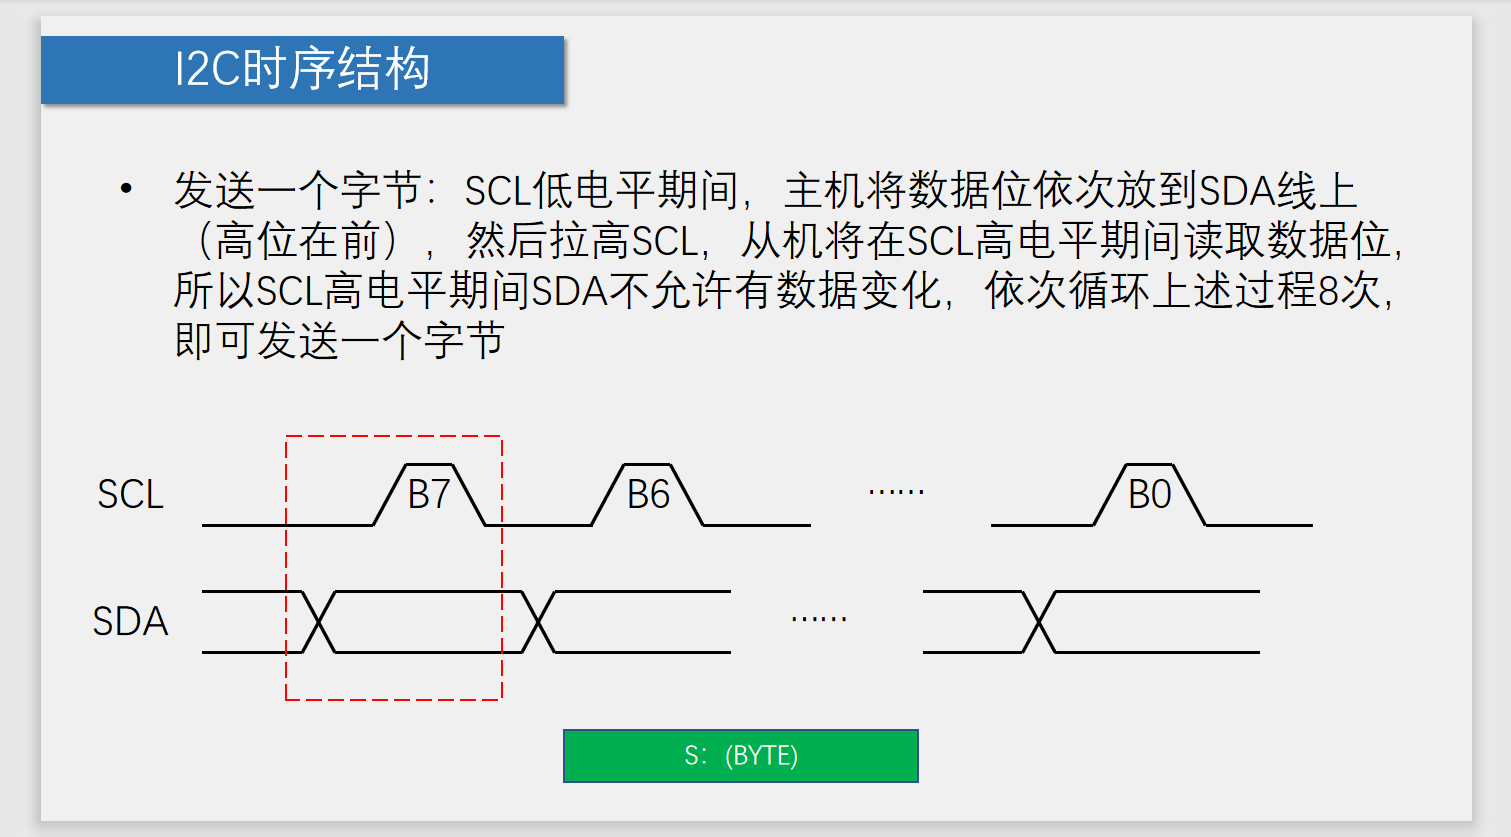 I2C时序结构
• 发送一个字节：SCL低电平期间，主机将数据位依次放到SDA线上
（高位在前），然后拉高SCL，从机将在SCL高电平期间读取数据位，
所以SCL高电平期间SDA不允许有数据变化，依次循环上述过程8次，
即可发送一个字节
SCL B7 B6 …… B0
SDA ……
S：(BYTE)